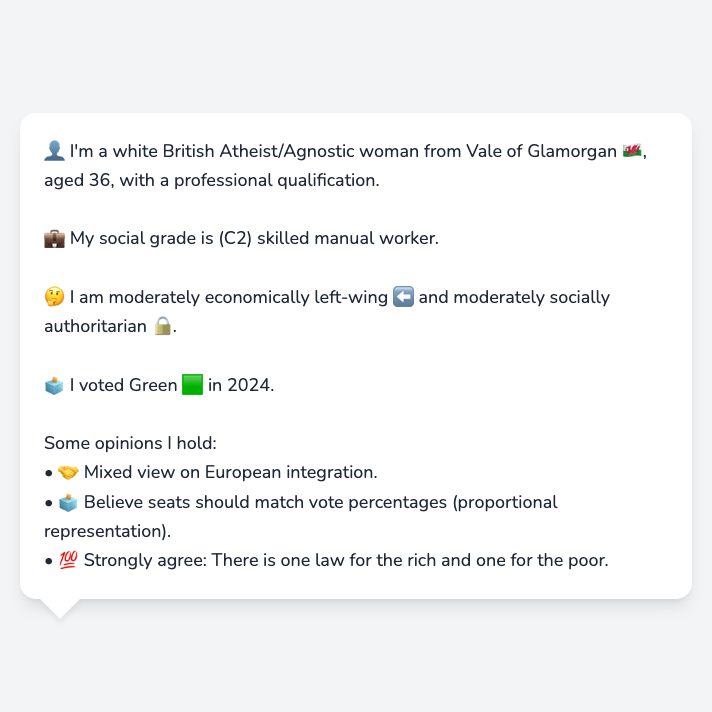 👤 I'm a white British Atheist/Agnostic woman from Vale of Glamorgan 🏴󠁧󠁢󠁷󠁬󠁳󠁿,
aged 36, with a professional qualification.
💼 My social grade is (C2) skilled manual worker.
🤔 I am moderately economically left-wing ⬅️ and moderately socially
authoritarian 🔒.
🗳️ I voted Green 🟩 in 2024.
Some opinions I hold:
• 🤝 Mixed view on European integration.
• 🗳️ Believe seats should match vote percentages (proportional
representation).
• 💯 Strongly agree: There is one law for the rich and one for the poor.